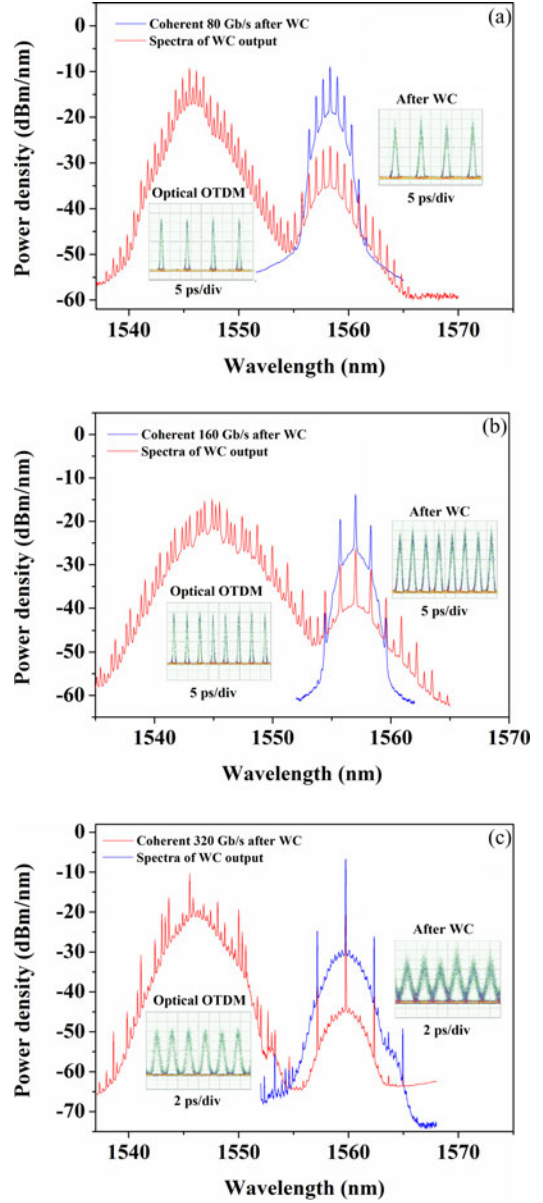 (a)
Coherent 80 Gb/s after WC
Spectra of WC output
After WC
5 ps/div
Optical OTDM
5 ps/div
0
-10
-20
-30
-40
-50
-60
Power density (dBm/nm)
1540 1550 1560 1570
Wavelength (nm)
(b)
Coherent 160 Gb/s after WC
Spectra of WC output
After WC
5 ps/div
Optical OTDM
5 ps/div
0
-10
-20
-30
-40
-50
-60
Power density (dBm/nm)
1540 1550 1560 1570
Wavelength (nm)
(c)
Coherent 320 Gb/s after WC
Spectra of WC output
After WC
2 ps/div
Optical OTDM
2 ps/div
0
-10
-20
-30
-40
-50
-60
-70
Power density (dBm/nm)
1540 1550 1560 1570
Wavelength (nm)